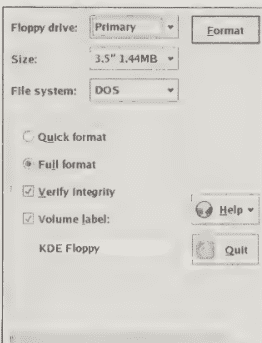 Floppy drive: Primary Format
Size: 3.5" 1.44MB
File system: DOS
Quick format
Full format
Verify integrity
Volume label: Help
KDE Floppy Quit